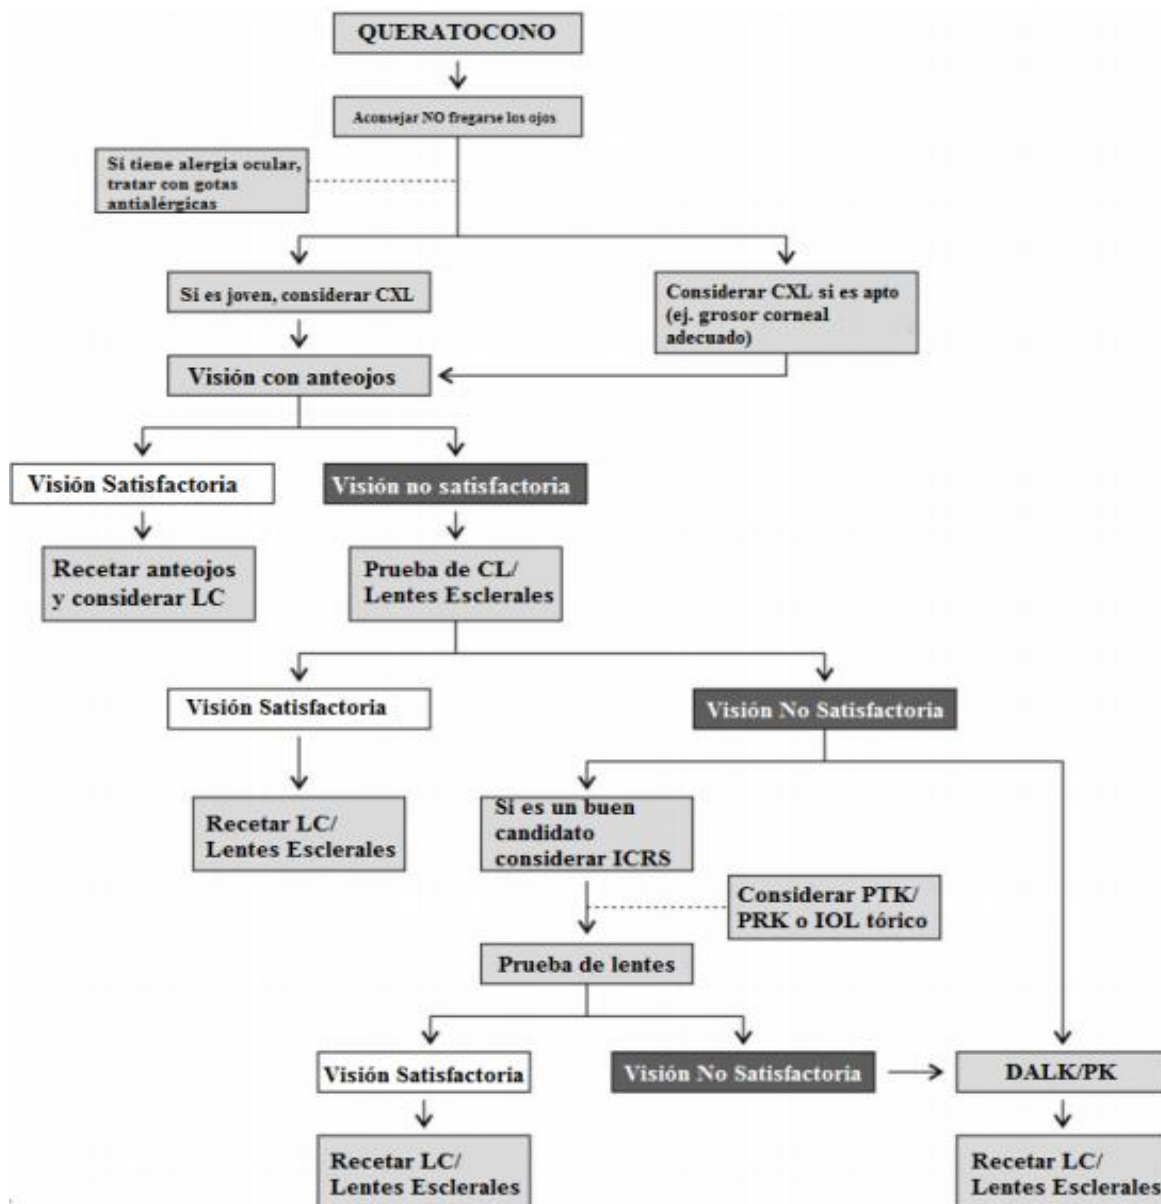 QUERATOCONO
Aconsejar NO fregarse los ojos
Si tiene alergia ocular,
tratar con gotas
antialérgicas
Si es joven, considerar CXL
Considerar CXL si es apto
(ej. grosor corneal
adecuado)
Visión con anteojos
Visión Satisfactoria
Visión no satisfactoria
Recetar anteojos
y considerar LC
Prueba de CL/
Lentes Esclerales
Visión Satisfactoria
Visión No Satisfactoria
Recetar LC/
Lentes Esclerales
Si es un buen
candidato
considerar ICRS
Considerar PTK/
PRK o IOL tórico
Prueba de lentes
Visión Satisfactoria
Visión No Satisfactoria
DALK/PK
Recetar LC/
Lentes Esclerales
Recetar LC/
Lentes Esclerales